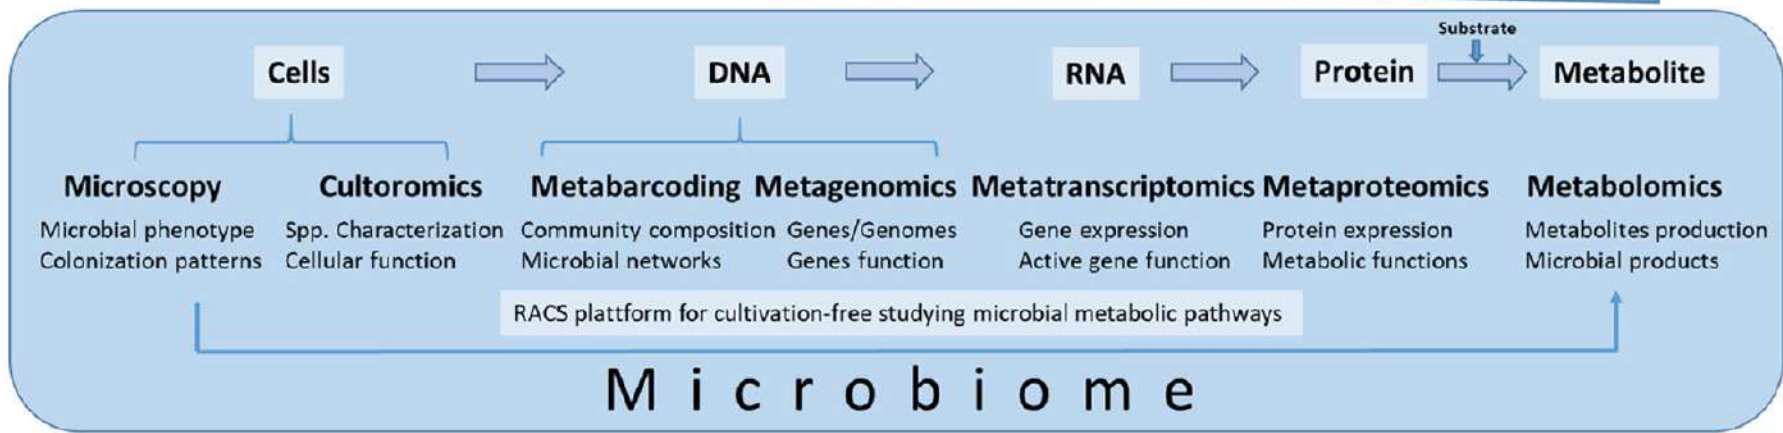 Substrate
Cells DNA RNA Protein Metabolite
Microscopy Cultoromics Metabarcoding Metagenomics Metatranscriptomics Metaproteomics Metabolomics
Microbial phenotype Spp. Characterization Community composition Genes/Genomes Gene expression Protein expression Metabolites production
Colonization patterns Cellular function Microbial networks Genes function Active gene function Metabolic functions Microbial products
RACS plattform for cultivation-free studying microbial metabolic pathways
Microbiome